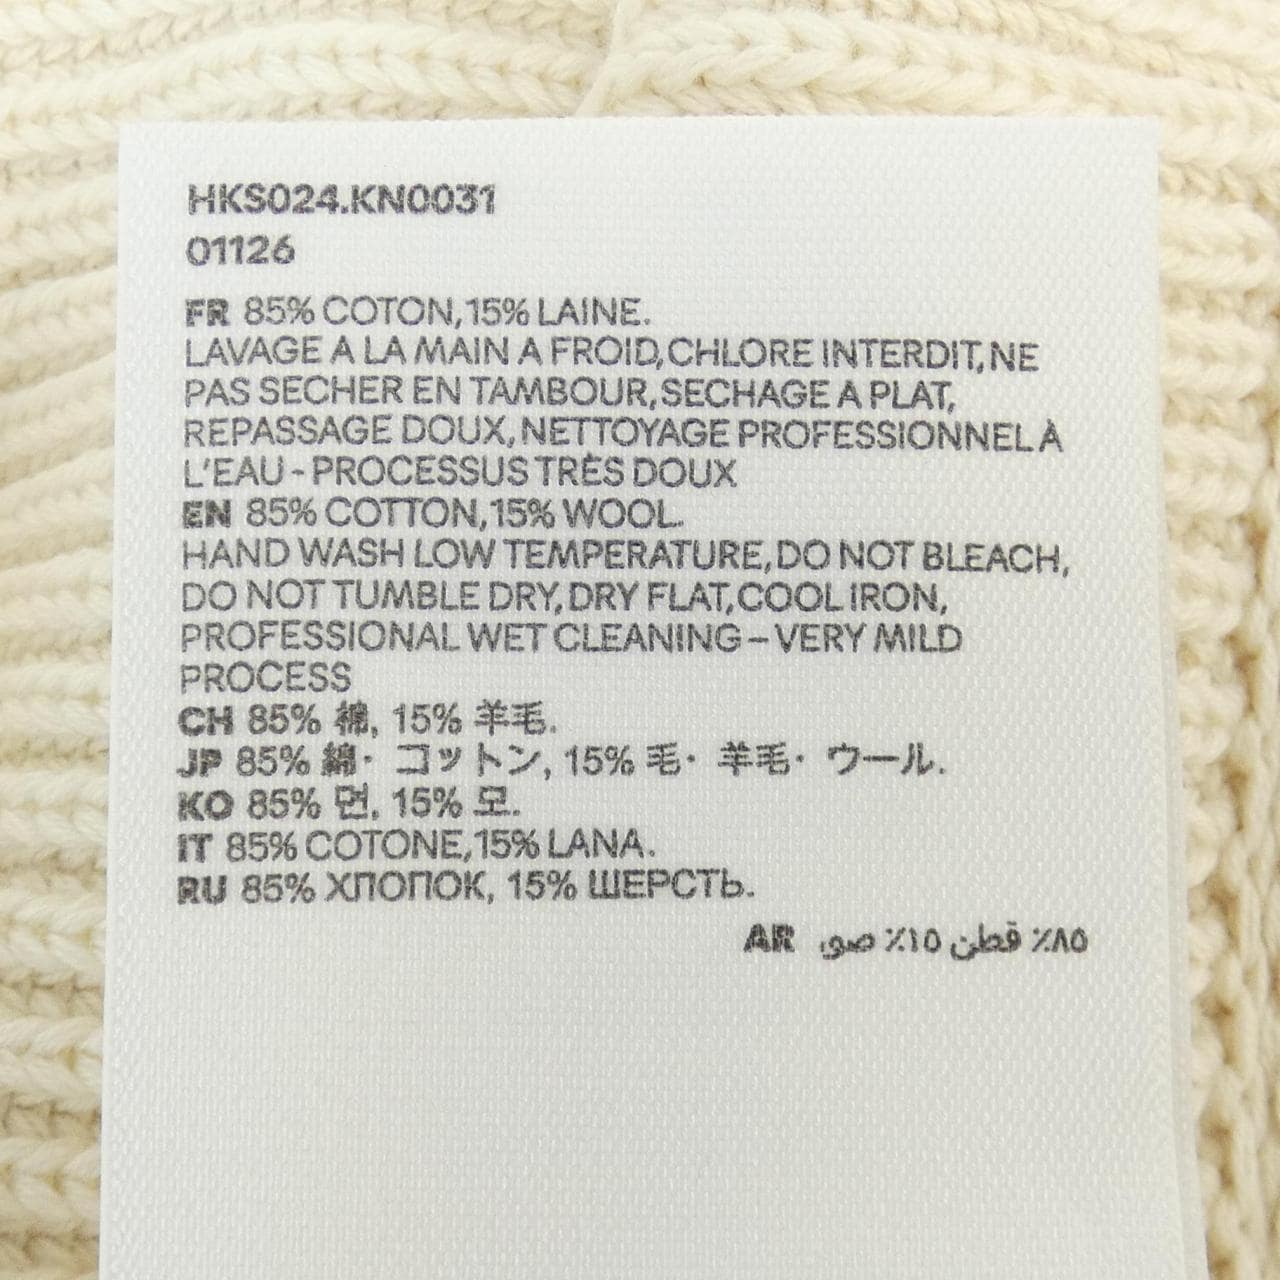 HKS024.KN0031
01126
FR 85% COTON,15% LAINE.
LAVAGE A LA MAIN A FROID,CHLORE INTERDIT,NE
PAS SECHER EN TAMBOUR,SECHAGE A PLAT,
REPASSAGE DOUX,NETTOYAGE PROFESSIONNEL À
L'EAU - PROCESSUS TRÈS DOUX
EN 85% COTTON,15% WOOL.
HAND WASH LOW TEMPERATURE,DO NOT BLEACH,
DO NOT TUMBLE DRY,DRY FLAT,COOL IRON,
PROFESSIONAL WET CLEANING – VERY MILD
PROCESS
CH 85% 棉, 15% 羊毛.
JP 85% 綿・ コットン, 15% 毛・ 羊毛・ ウール.
KO 85% 면, 15% 모.
IT 85% COTONE,15% LANA.
RU 85% ХЛОПОК, 15% ШЕРСТЬ.
AR ٨٥٪ قطن ١٥٪ صو.